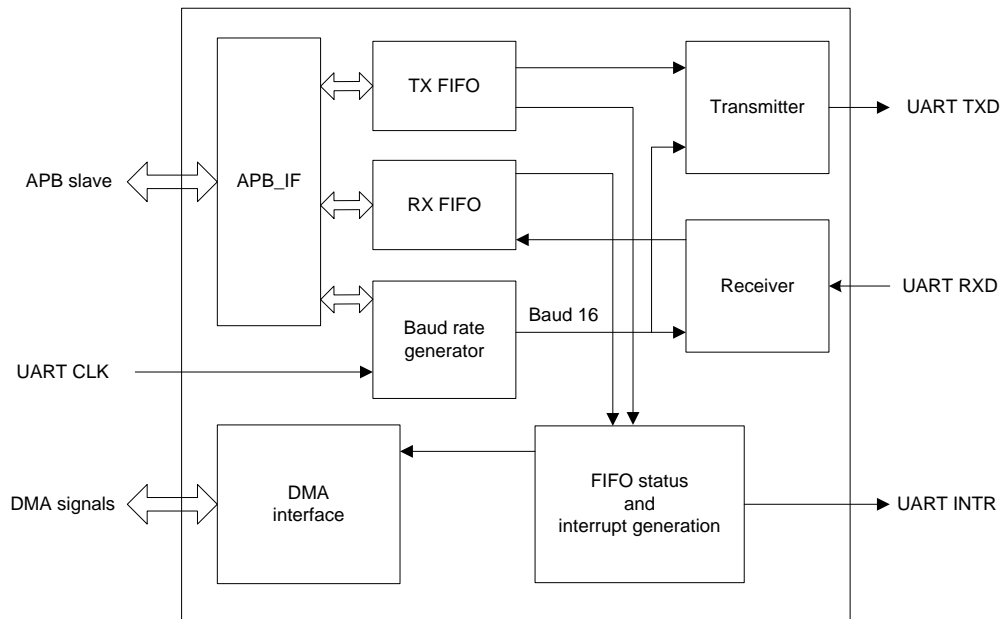 TX FIFO
Transmitter
UART TXD
APB slave
APB_IF
RX FIFO
Receiver
UART RXD
Baud 16
Baud rate
generator
UART CLK
DMA signals
DMA
interface
FIFO status
and
interrupt generation
UART INTR